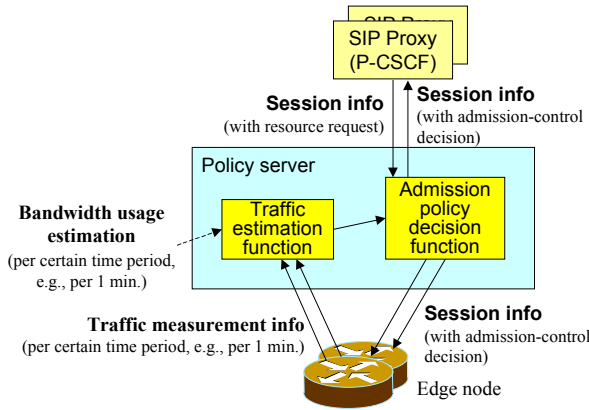 SIP Proxy
SIP Proxy
(P-CSCF)
Session info
(with resource request)
Session info
(with admission-control
decision)
Policy server
Traffic
estimation
function
Admission
policy
decision
function
Bandwidth usage
estimation
(per certain time period,
e.g., per 1 min.)
Traffic measurement info
(per certain time period, e.g., per 1 min.)
Session info
(with admission-control
decision)
Edge node